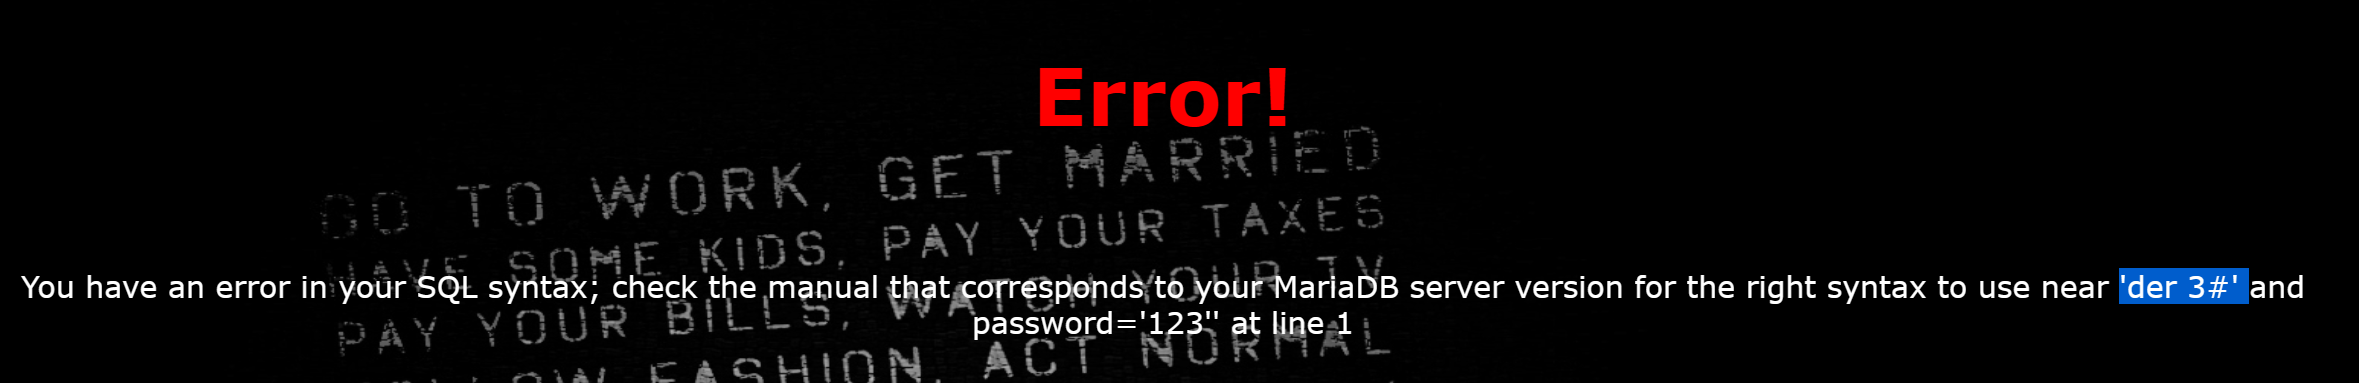 Error!
GO TO WORK, GET MARRIED
HAVE SOME KIDS, PAY YOUR TAXES
PAY YOUR BILLS, WATCH YOUR TV
You have an error in your SQL syntax; check the manual that corresponds to your MariaDB server version for the right syntax to use near 'der 3#' and
password='123'' at line 1
FASHION, ACT NORMAL